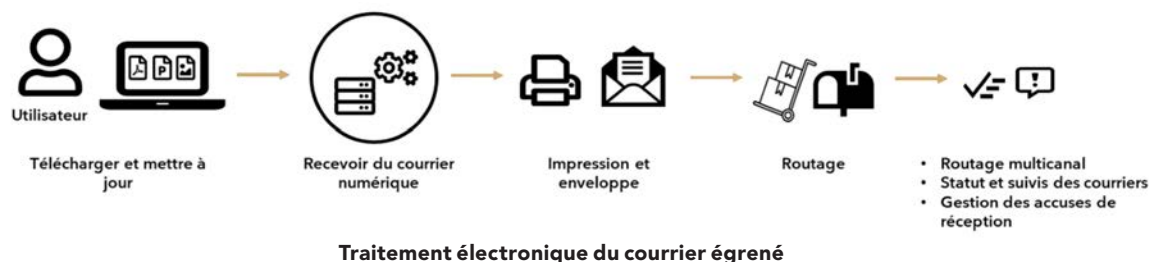 Utilisateur
Télécharger et mettre à
jour
Recevoir du courrier
numérique
Impression et
enveloppe
Routage
• Routage multicanal
• Statut et suivis des courriers
• Gestion des accuses de
réception
Traitement électronique du courrier égrené